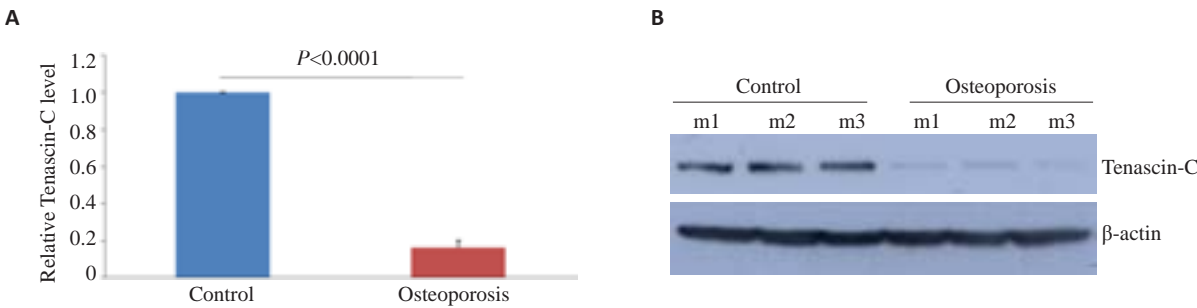 A
Relative Tenascin-C level
1.2
1.0
0.8
0.6
0.4
0.2
0
P<0.0001
Control
Osteoporosis
B
Control
Osteoporosis
m1
m2
m3
m1
m2
m3
Tenascin-C
β-actin